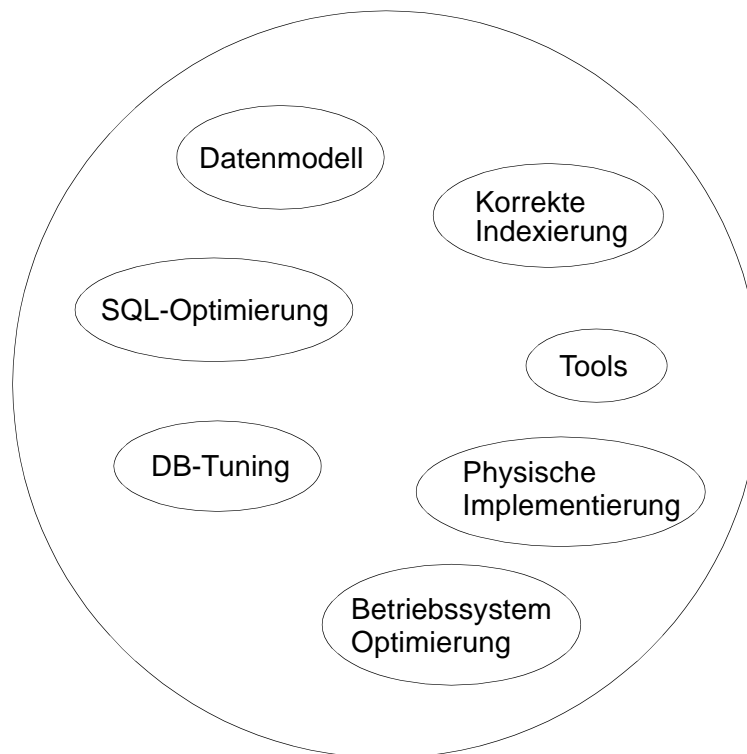 Datenmodell
Korrekte
Indexierung
SQL-Optimierung
Tools
DB-Tuning
Physische
Implementierung
Betriebssystem
Optimierung